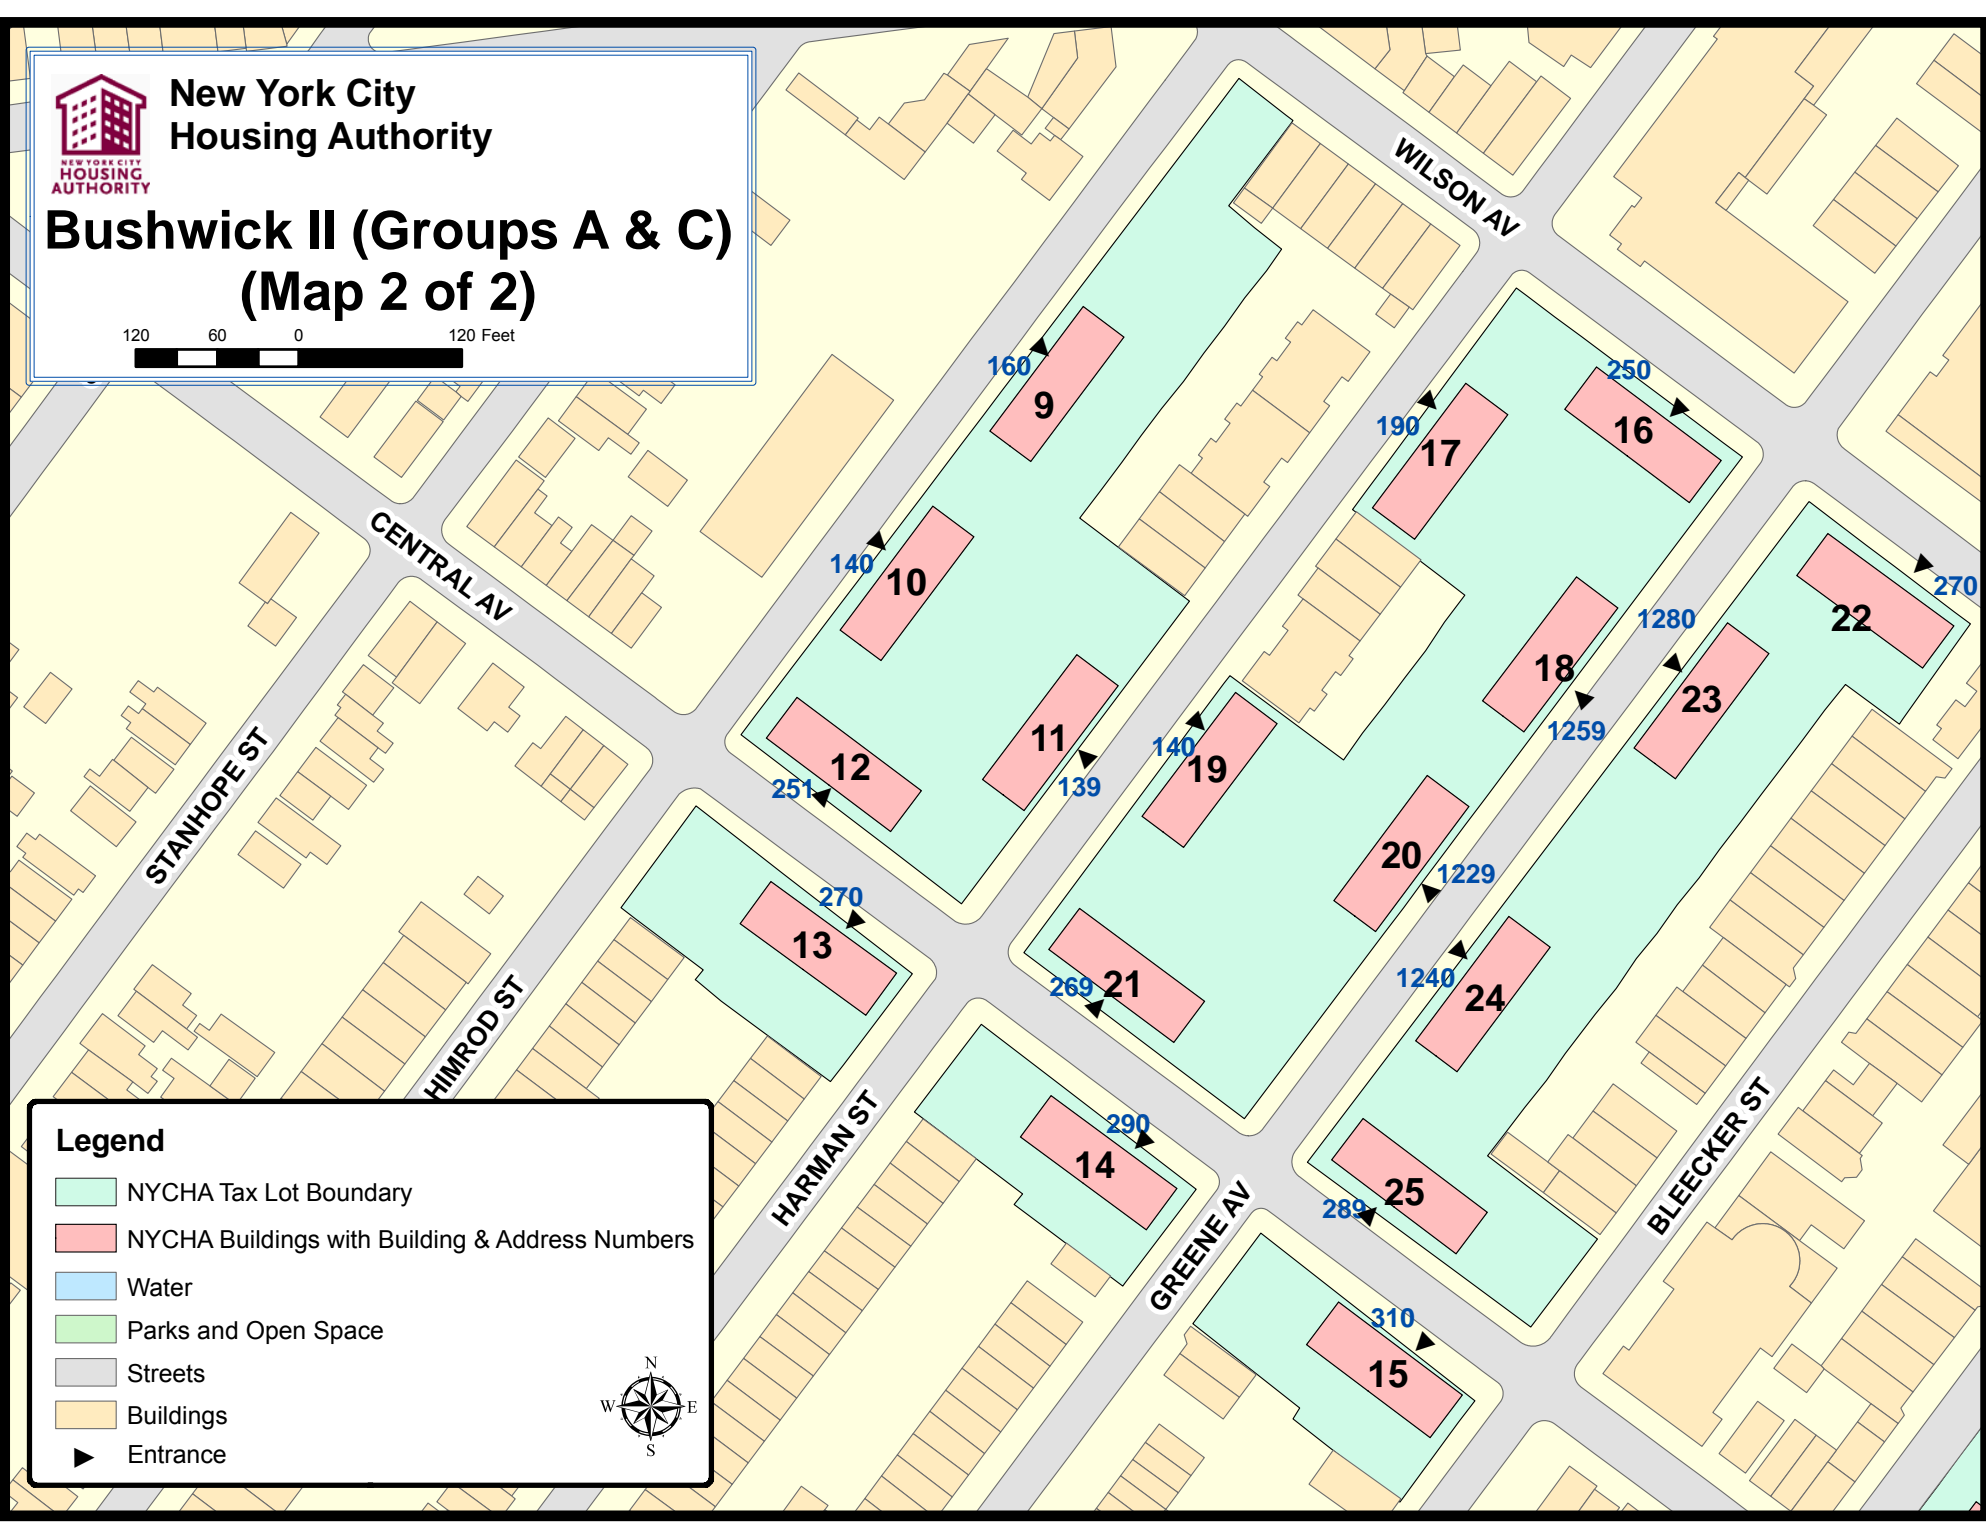 New York City
Housing Authority
NEW YORK CITY
HOUSING
AUTHORITY
Bushwick II (Groups A & C)
(Map 2 of 2)
120 60 0 120 Feet
WILSON AV
CENTRAL AV
STANHOPE ST
HIMROD ST
HARMAN ST
GREENE AV
BLEECKER ST
160
9
250
16
190
17
140
10
270
22
1280
18
23
1259
11
12
251
139
140
19
20
1229
270
13
269
21
1240
24
290
14
25
289
310
15
Legend
NYCHA Tax Lot Boundary
NYCHA Buildings with Building & Address Numbers
Water
Parks and Open Space
Streets
Buildings
Entrance
N
W E
S